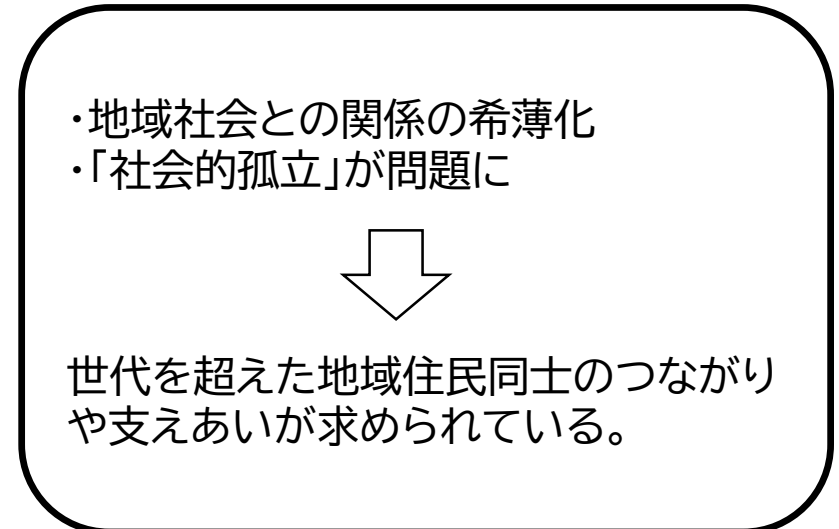 ・地域社会との関係の希薄化
・「社会的孤立」が問題に
世代を超えた地域住民同士のつながり
や支えあいが求められている。